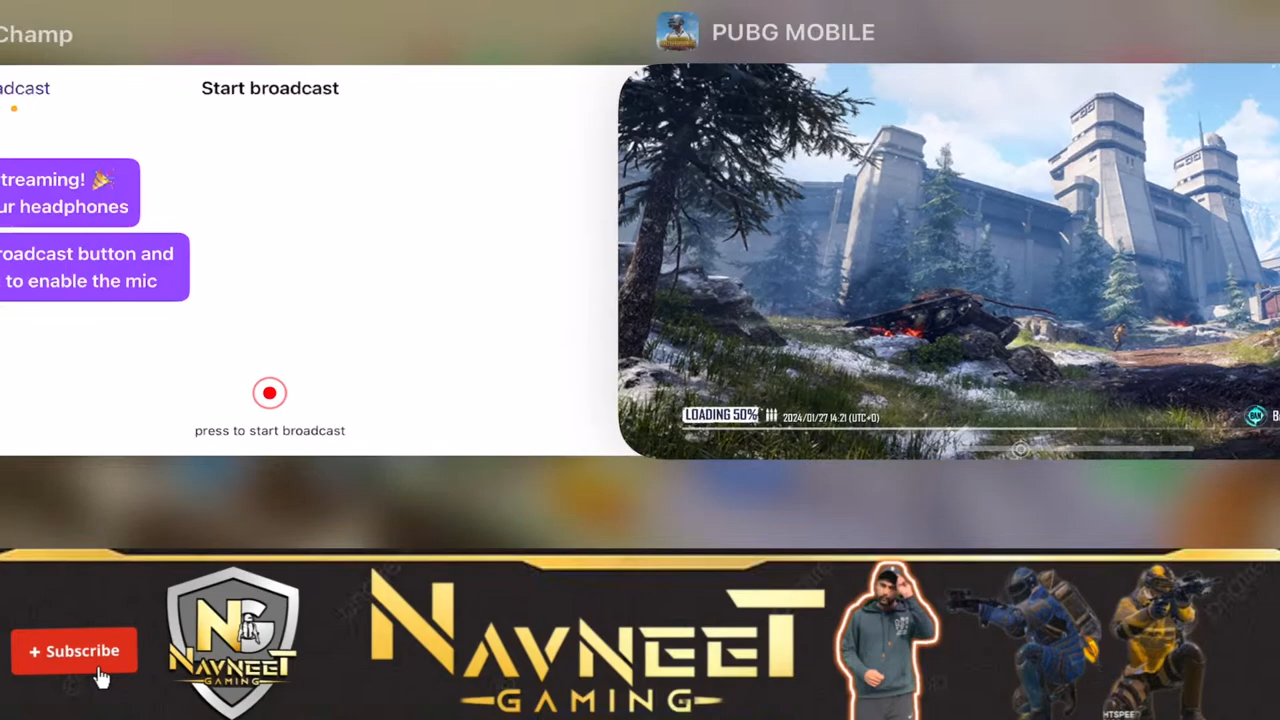 Champ
PUBG MOBILE
adcast
Start broadcast
treaming! 🎉
ur headphones
roadcast button and
to enable the mic
press to start broadcast
LOADING 50%
2024/01/27 14:21 (UTC+0)
+ Subscribe
NG
NAVNEET
GAMING
NAVNEET
GAMING